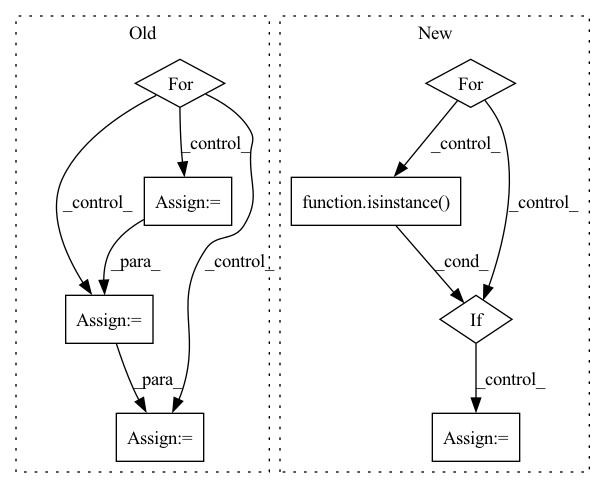 Old
New
For
For
_control_
_control_
Assign:=
function.isinstance()
_control_
_control_
_para_
_control_
_cond_
Assign:=
If
_para_
_control_
Assign:=
Assign:=